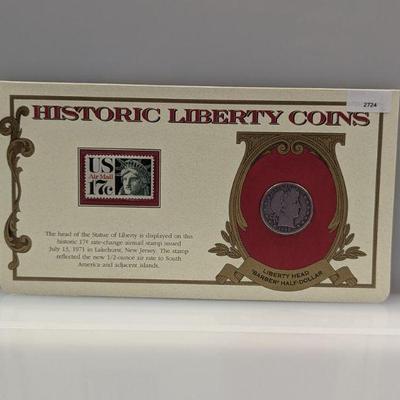 2724
HISTORIC LIBERTY COINS
US
Air Mail
17c
The head of the Statue of Liberty is displayed on this
historic 17¢ rate-change airmail stamp issued
July 13, 1971 in Lakehurst, New Jersey. The stamp
reflected the new 1/2-ounce air rate to South
America and adjacent islands.
LIBERTY HEAD
"BARBER" HALF-DOLLAR